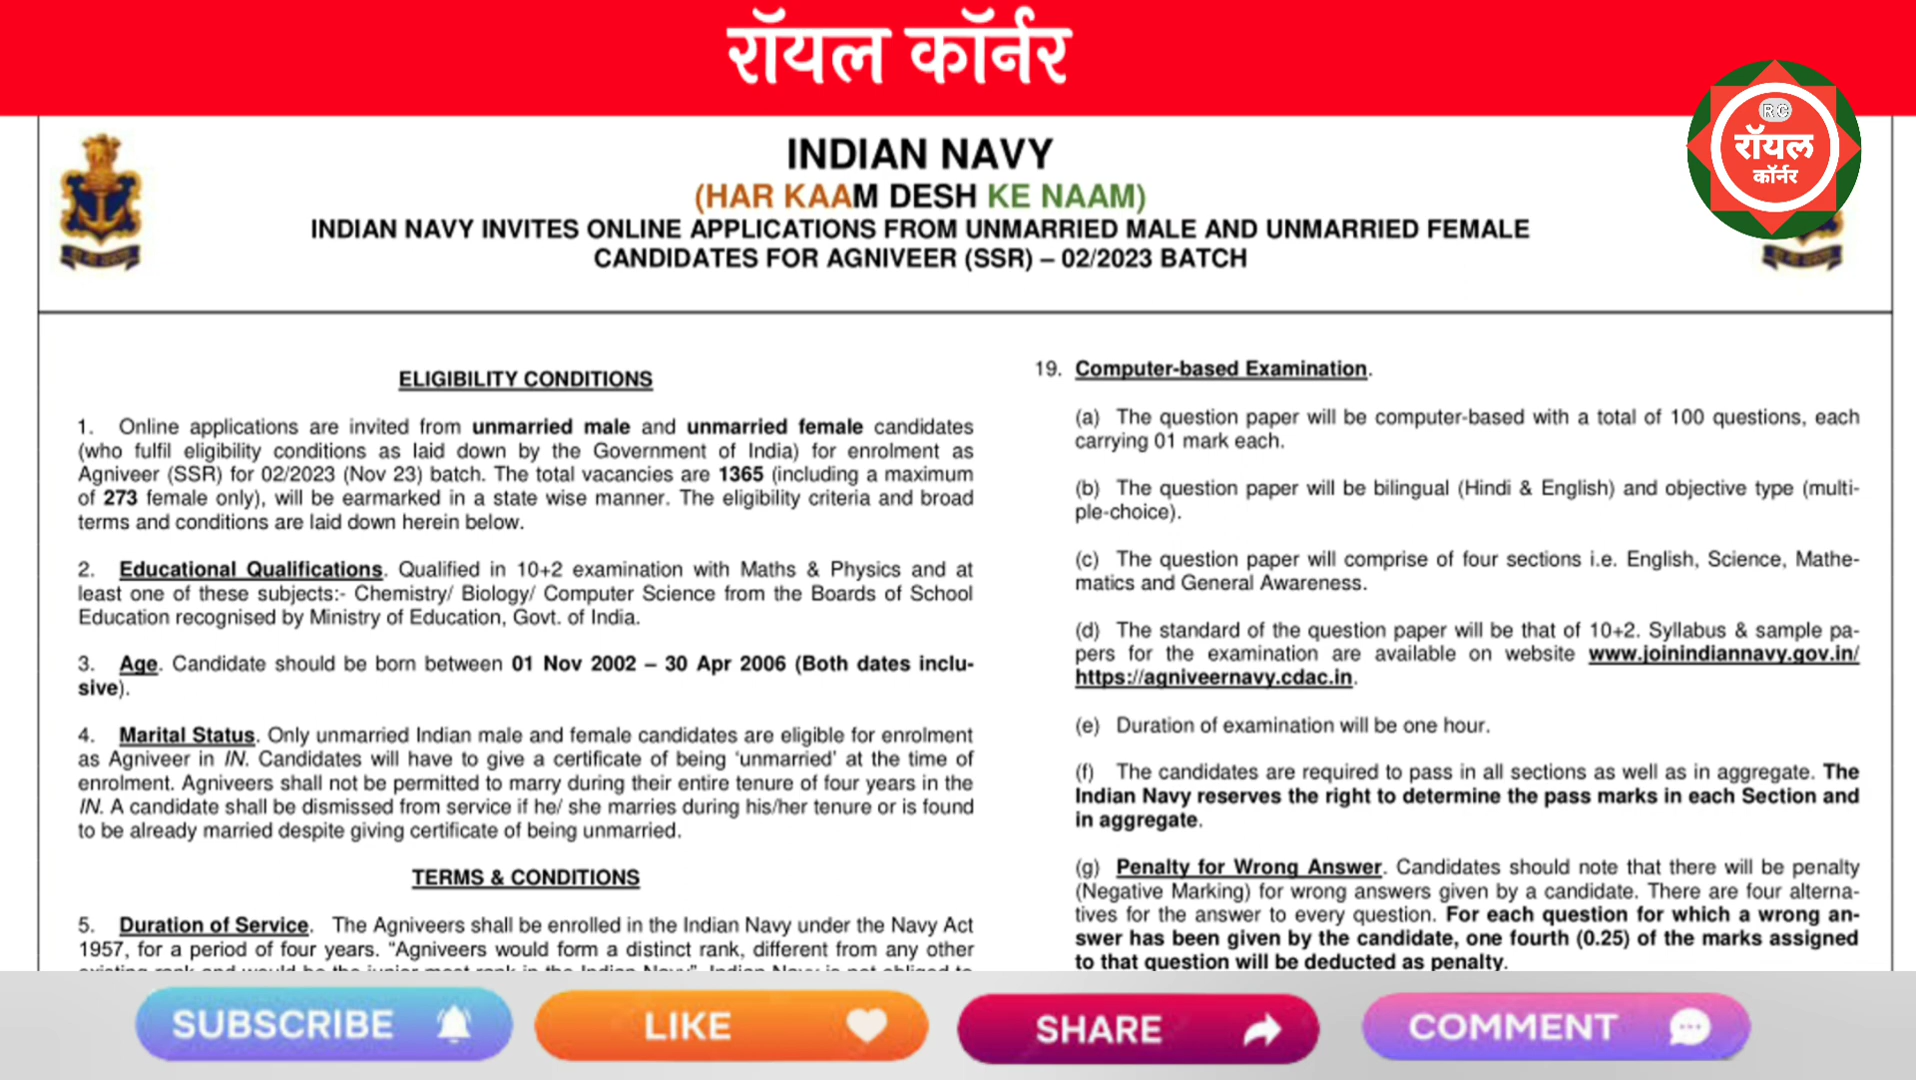 रॉयल कॉर्नर
RC
रॉयल
कॉर्नर
INDIAN NAVY
(HAR KAAM DESH KE NAAM)
INDIAN NAVY INVITES ONLINE APPLICATIONS FROM UNMARRIED MALE AND UNMARRIED FEMALE
CANDIDATES FOR AGNIVEER (SSR) – 02/2023 BATCH
ELIGIBILITY CONDITIONS
1. Online applications are invited from unmarried male and unmarried female candidates
(who fulfil eligibility conditions as laid down by the Government of India) for enrolment as
Agniveer (SSR) for 02/2023 (Nov 23) batch. The total vacancies are 1365 (including a maximum
of 273 female only), will be earmarked in a state wise manner. The eligibility criteria and broad
terms and conditions are laid down herein below.
2. Educational Qualifications. Qualified in 10+2 examination with Maths & Physics and at
least one of these subjects:- Chemistry/ Biology/ Computer Science from the Boards of School
Education recognised by Ministry of Education, Govt. of India.
3. Age. Candidate should be born between 01 Nov 2002 – 30 Apr 2006 (Both dates inclu-
sive).
4. Marital Status. Only unmarried Indian male and female candidates are eligible for enrolment
as Agniveer in IN. Candidates will have to give a certificate of being 'unmarried' at the time of
enrolment. Agniveers shall not be permitted to marry during their entire tenure of four years in the
IN. A candidate shall be dismissed from service if he/ she marries during his/her tenure or is found
to be already married despite giving certificate of being unmarried.
TERMS & CONDITIONS
5. Duration of Service. The Agniveers shall be enrolled in the Indian Navy under the Navy Act
1957, for a period of four years. “Agniveers would form a distinct rank, different from any other
existing rank and would be the junior most rank in the Indian Navy”. Indian Navy is not obliged to
19. Computer-based Examination.
(a) The question paper will be computer-based with a total of 100 questions, each
carrying 01 mark each.
(b) The question paper will be bilingual (Hindi & English) and objective type (multi-
ple-choice).
(c) The question paper will comprise of four sections i.e. English, Science, Mathe-
matics and General Awareness.
(d) The standard of the question paper will be that of 10+2. Syllabus & sample pa-
pers for the examination are available on website www.joinindiannavy.gov.in/
https://agniveernavy.cdac.in.
(e) Duration of examination will be one hour.
(f) The candidates are required to pass in all sections as well as in aggregate. The
Indian Navy reserves the right to determine the pass marks in each Section and
in aggregate.
(g) Penalty for Wrong Answer. Candidates should note that there will be penalty
(Negative Marking) for wrong answers given by a candidate. There are four alterna-
tives for the answer to every question. For each question for which a wrong an-
swer has been given by the candidate, one fourth (0.25) of the marks assigned
to that question will be deducted as penalty.
SUBSCRIBE
LIKE
SHARE
COMMENT